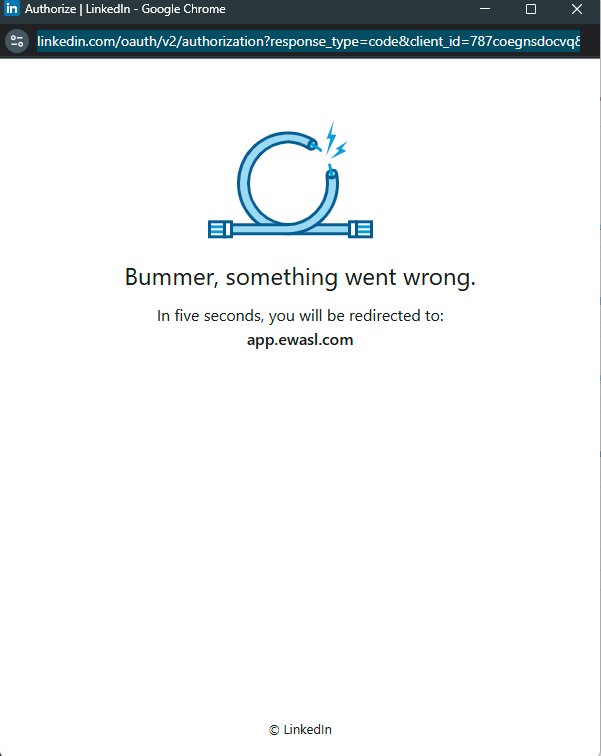 in Authorize | LinkedIn - Google Chrome
linkedin.com/oauth/v2/authorization?response_type=code&client_id=787coegnsdocvq&
Bummer, something went wrong.
In five seconds, you will be redirected to:
app.ewasl.com
© LinkedIn